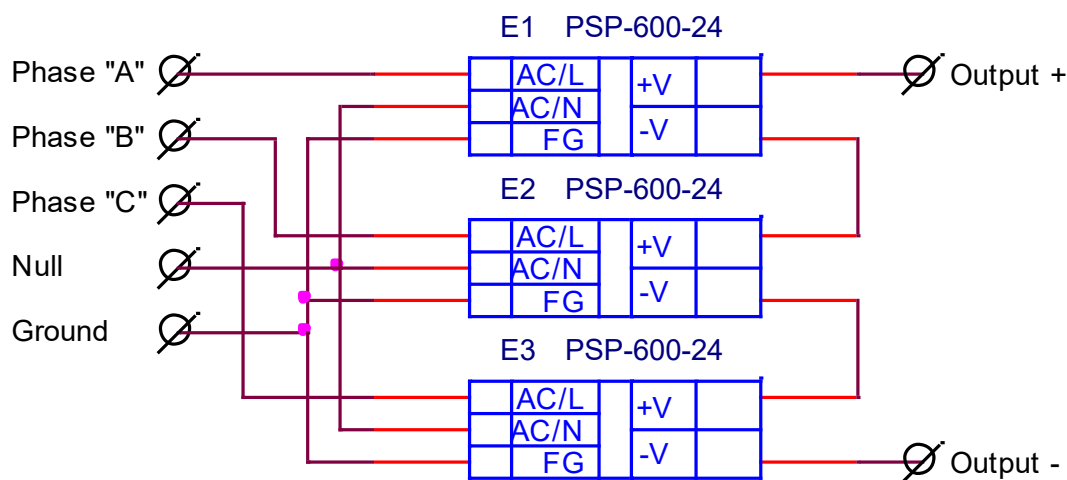 E1 PSP-600-24
Phase "A"
AC/L
+V
Output +
AC/N
Phase "B"
FG
-V
Phase "C"
E2 PSP-600-24
AC/L
+V
Null
AC/N
-V
FG
Ground
E3 PSP-600-24
AC/L
+V
AC/N
-V
FG
Output -